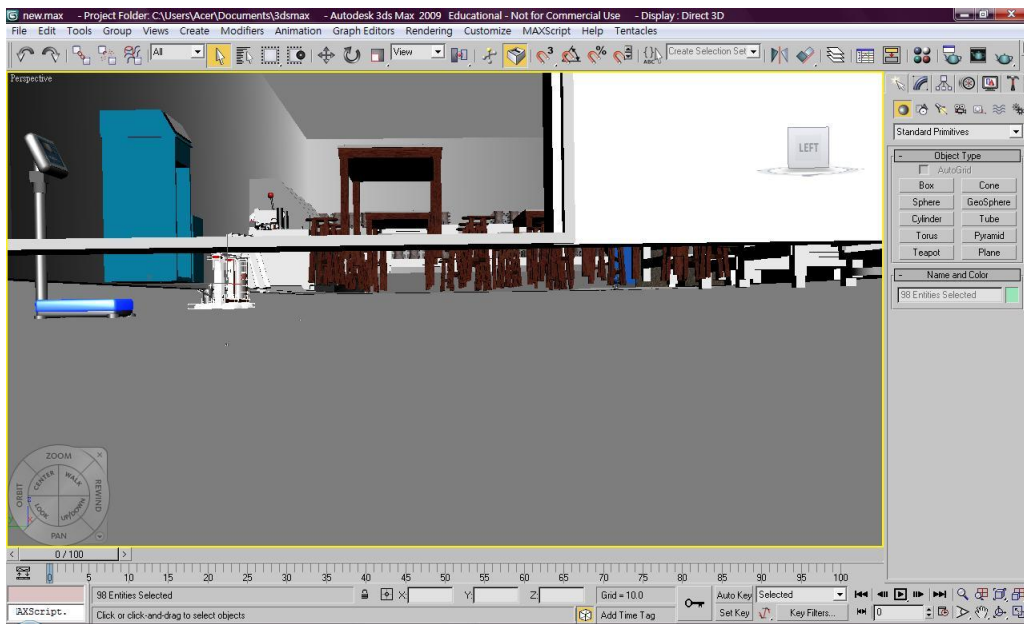 new.max - Project Folder: C:\Users\Acer\Documents\3dsmax - Autodesk 3ds Max 2009 Educational - Not for Commercial Use - Display : Direct 3D
File Edit Tools Group Views Create Modifiers Animation Graph Editors Rendering Customize MAXScript Help Tentacles
All View Create Selection Set
Perspective
LEFT
Standard Primitives
- Object Type
AutoGrid
Box Cone
Sphere GeoSphere
Cylinder Tube
Torus Pyramid
Teapot Plane
- Name and Color
98 Entities Selected
ZOOM
CENTER WALK
ORBIT REWIND
LOOK UP/DOWN
PAN
< 0 / 100 >
0 5 10 15 20 25 30 35 40 45 50 55 60 65 70 75 80 85 90 95 100
98 Entities Selected X: Y: Z: Grid = 10.0 Auto Key Selected
AXScript. Click or click-and-drag to select objects Add Time Tag Set Key Key Filters... 0